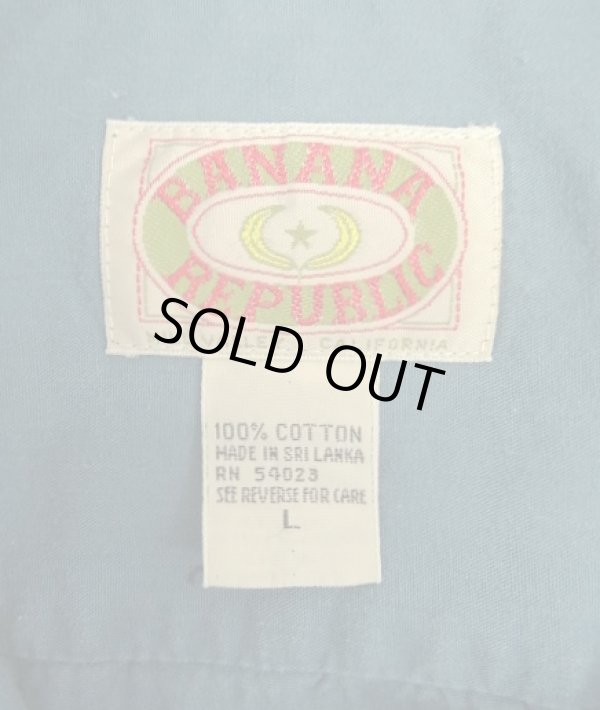 BANANA
REPUBLIC
CALIFORNIA
SOLD OUT
100% COTTON
MADE IN SRI LANKA
RN 54023
SEE REVERSE FOR CARE
L